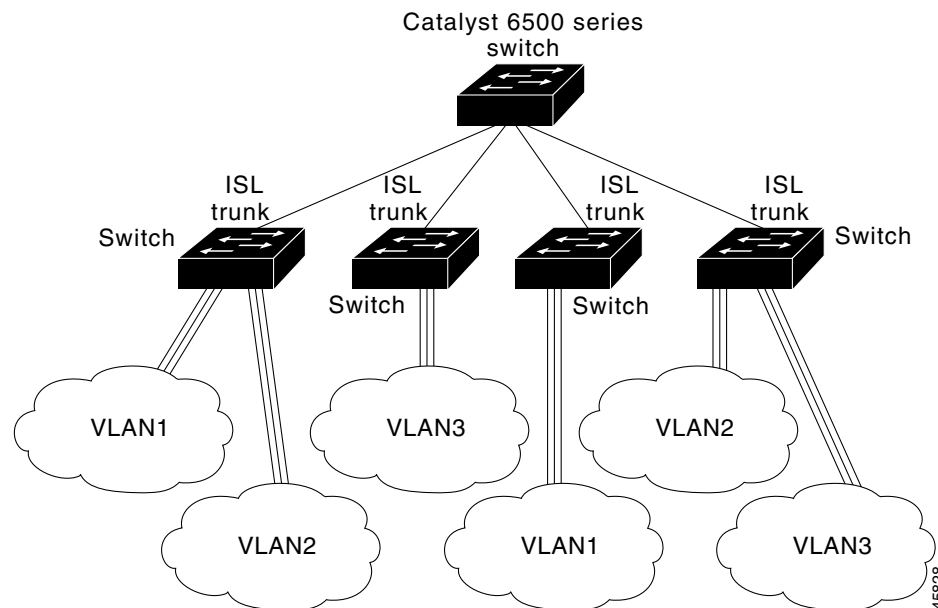 Catalyst 6500 series
switch
ISL
trunk
ISL
trunk
ISL
trunk
ISL
trunk
Switch
Switch
Switch
Switch
VLAN1
VLAN3
VLAN2
VLAN2
VLAN1
VLAN3